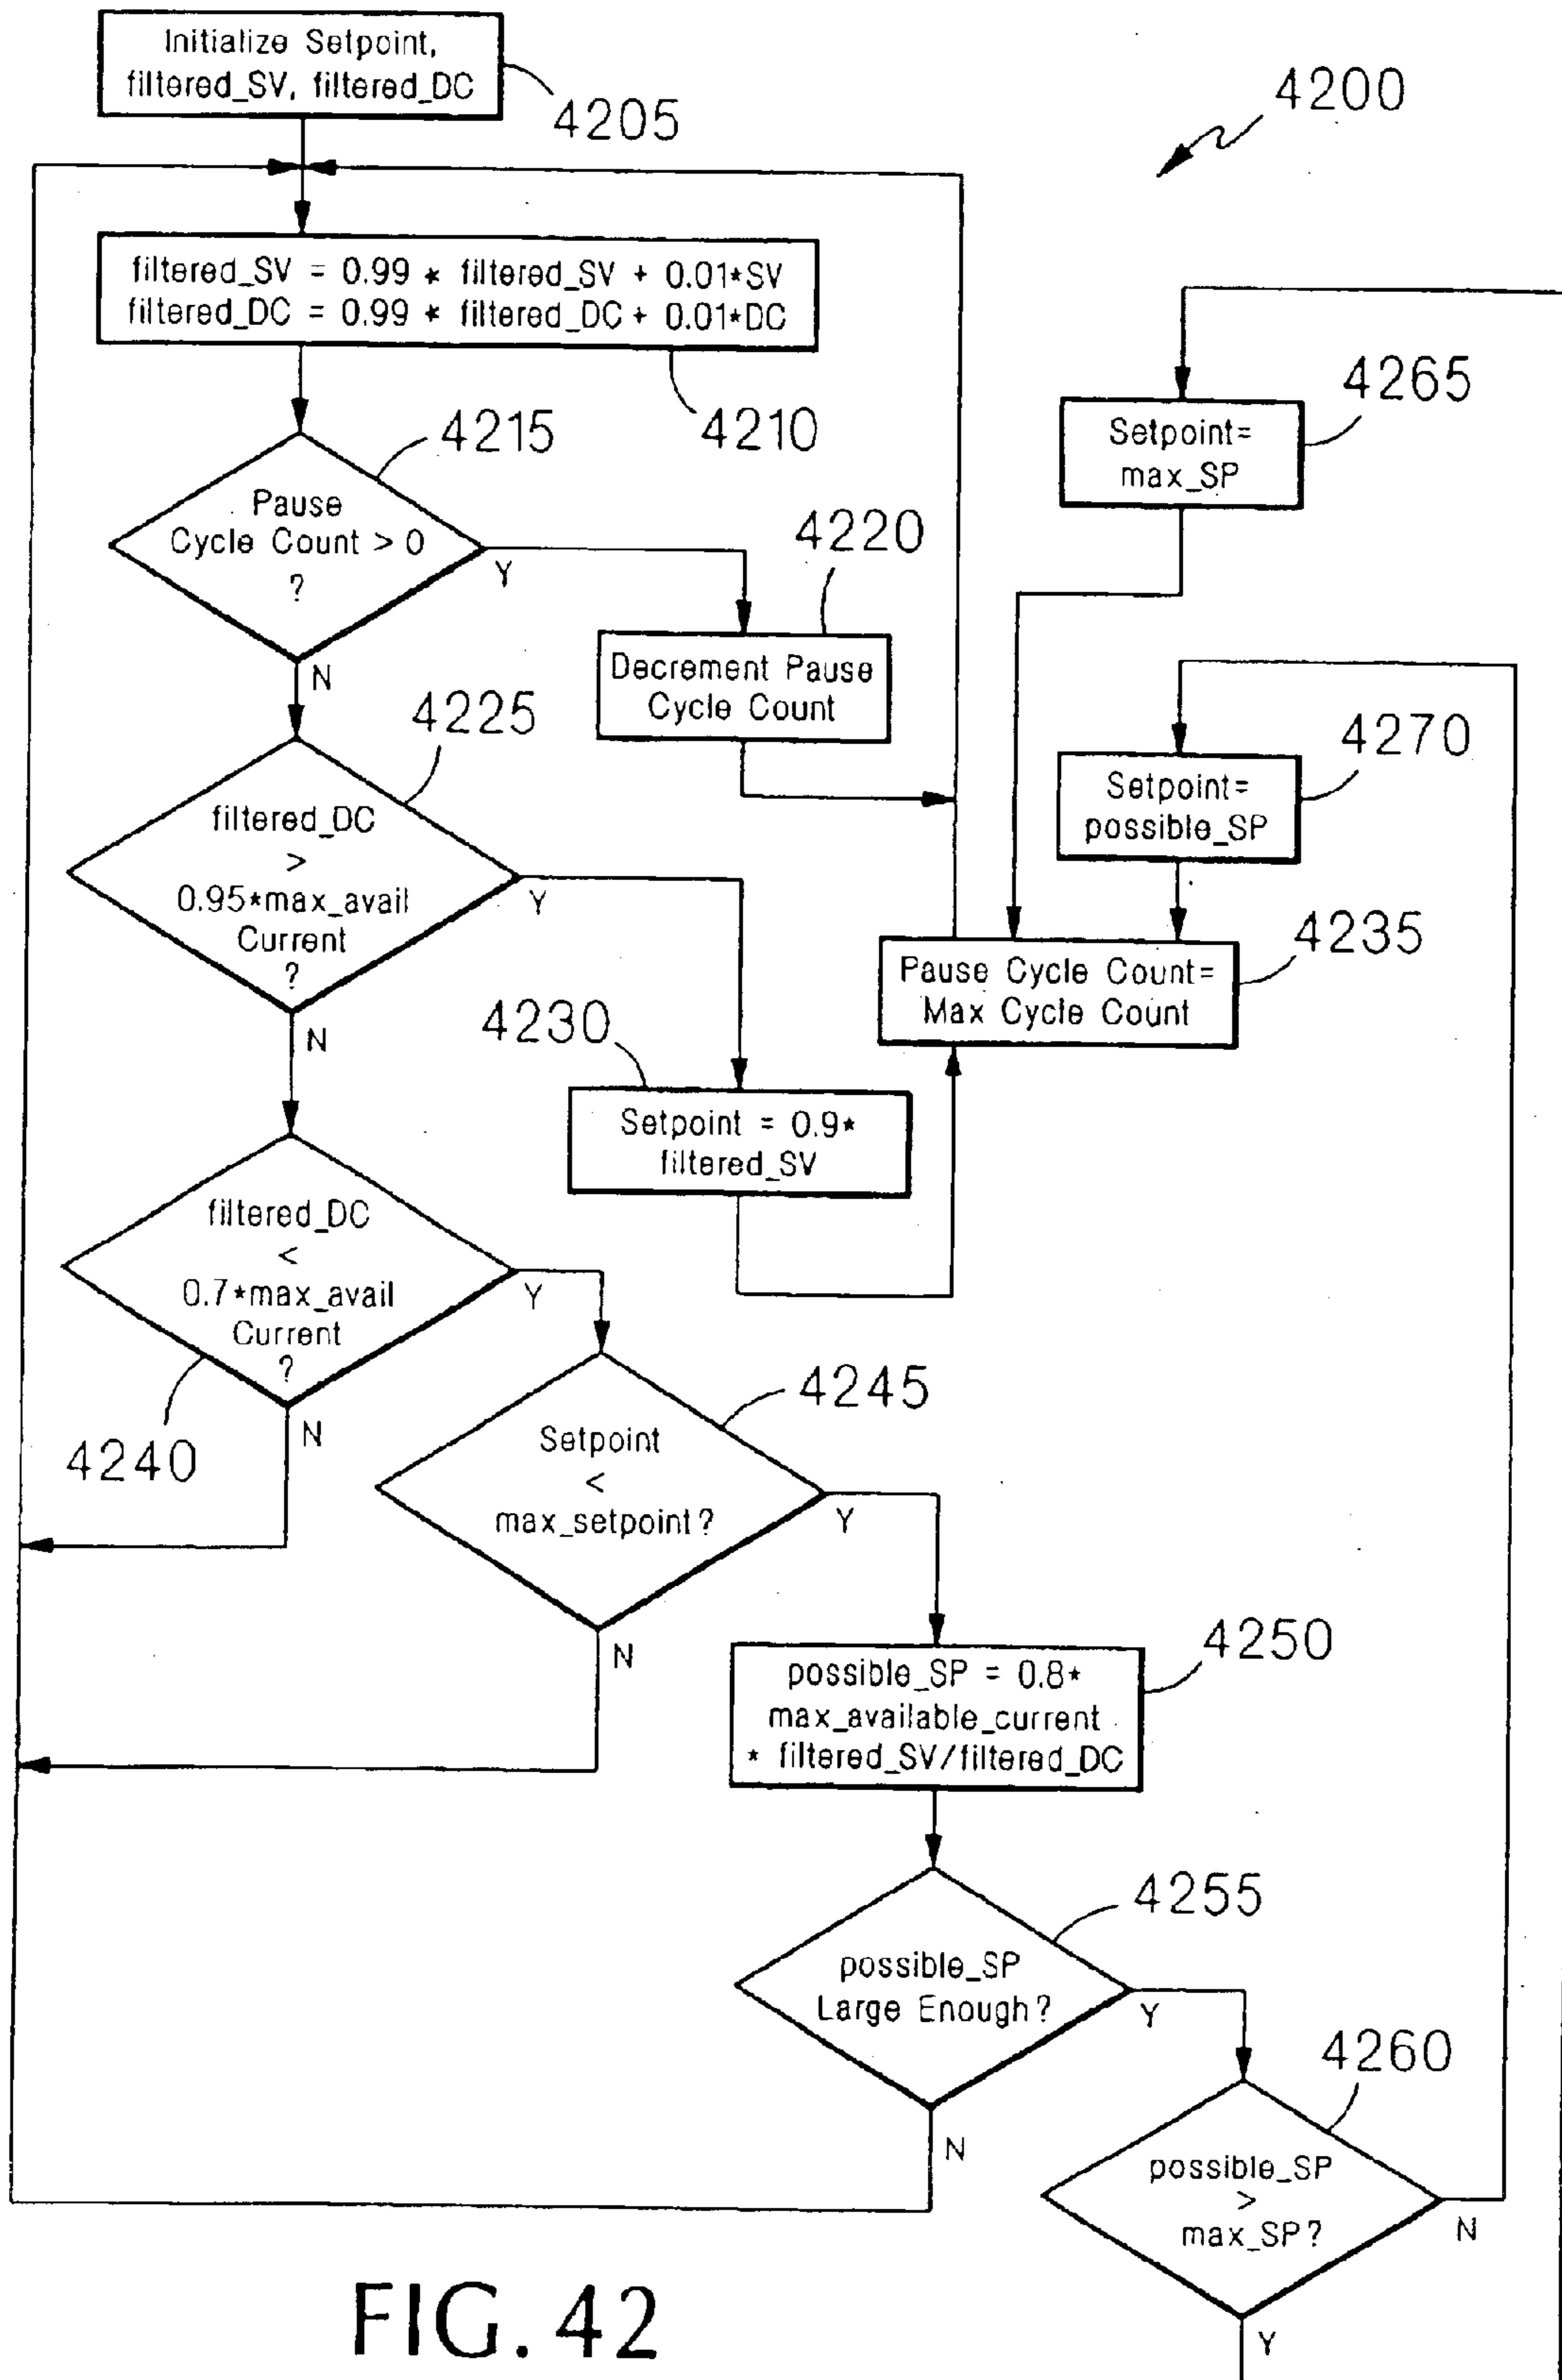 Initialize Setpoint,
filtered_SV, filtered_DC
4205
4200
filtered_SV = 0.99 * filtered_SV + 0.01*SV
filtered_DC = 0.99 * filtered_DC + 0.01*DC
4210
4215
Pause
Cycle Count > 0
?
Y
N
4220
Decrement Pause
Cycle Count
4265
Setpoint=
max_SP
4225
filtered_DC
>
0.95*max_avail
Current
?
Y
N
4270
Setpoint=
possible_SP
4235
Pause Cycle Count=
Max Cycle Count
4230
Setpoint = 0.9*
filtered_SV
filtered_DC
<
0.7*max_avail
Current
?
Y
N
4240
4245
Setpoint
<
max_setpoint?
Y
N
4250
possible_SP = 0.8*
max_available_current
* filtered_SV/filtered_DC
4255
possible_SP
Large Enough?
Y
N
4260
possible_SP
>
max_SP?
N
Y
FIG. 42